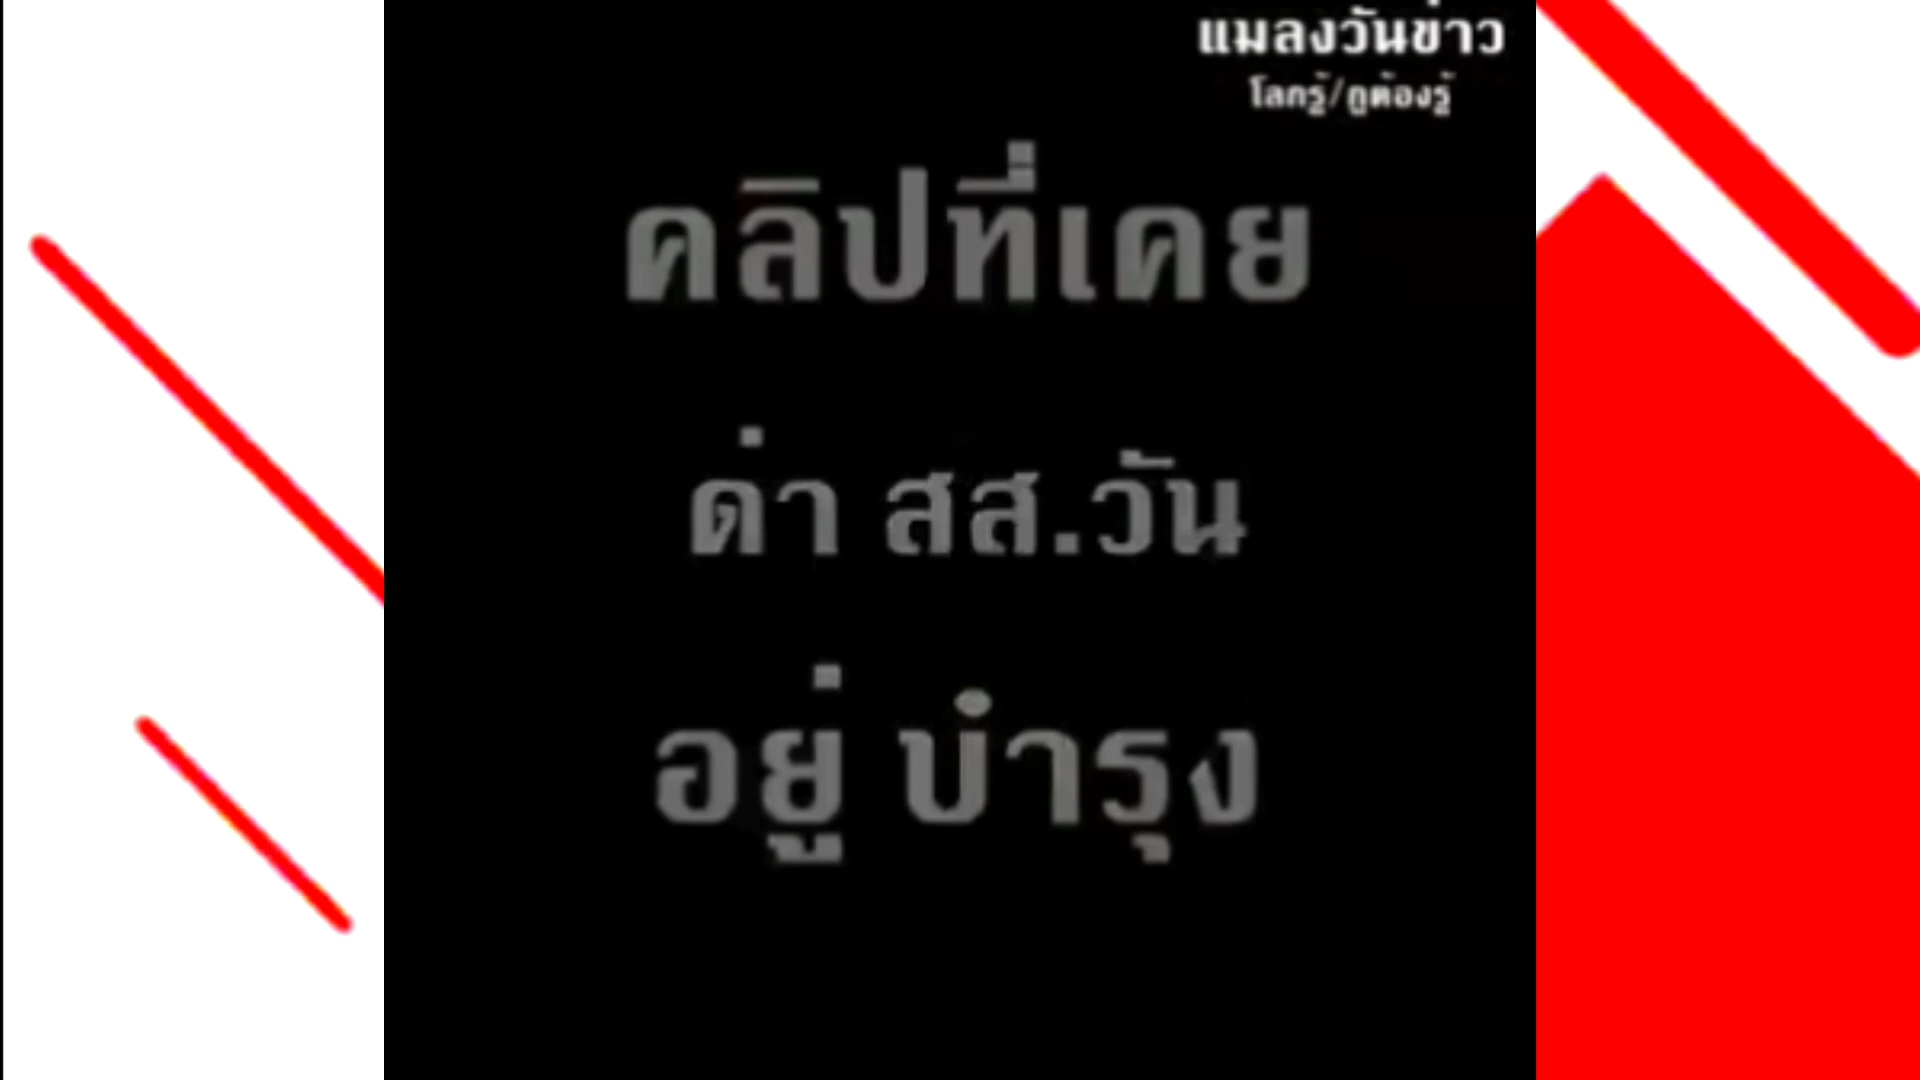 แมลงวันข่าว
โลกรู้/กูต้องรู้
คลิปที่เคย
ด่า สส.วัน
อยู่ บำรุง